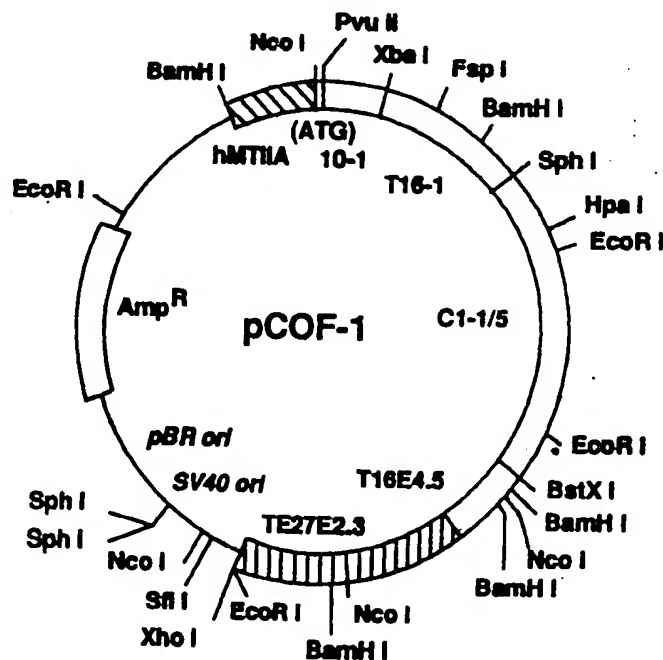 Pvu II
Nco I
Xba I
BamHI
Fsp I
BamH I
(ATG)
hMTIIA 10-1
Sph I
T16-1
EcoR I
Hpa I
EcoR I
Amp R
pCOF-1
C1-1/5
EcoR I
pBR ori
T16E4.5
BstX I
SV40 ori
Sph I
BamH I
TE27E2.3
Sph I
Nco I
Nco I
BamH I
Sfi I
EcoR I
Nco I
Xho I
BamH I